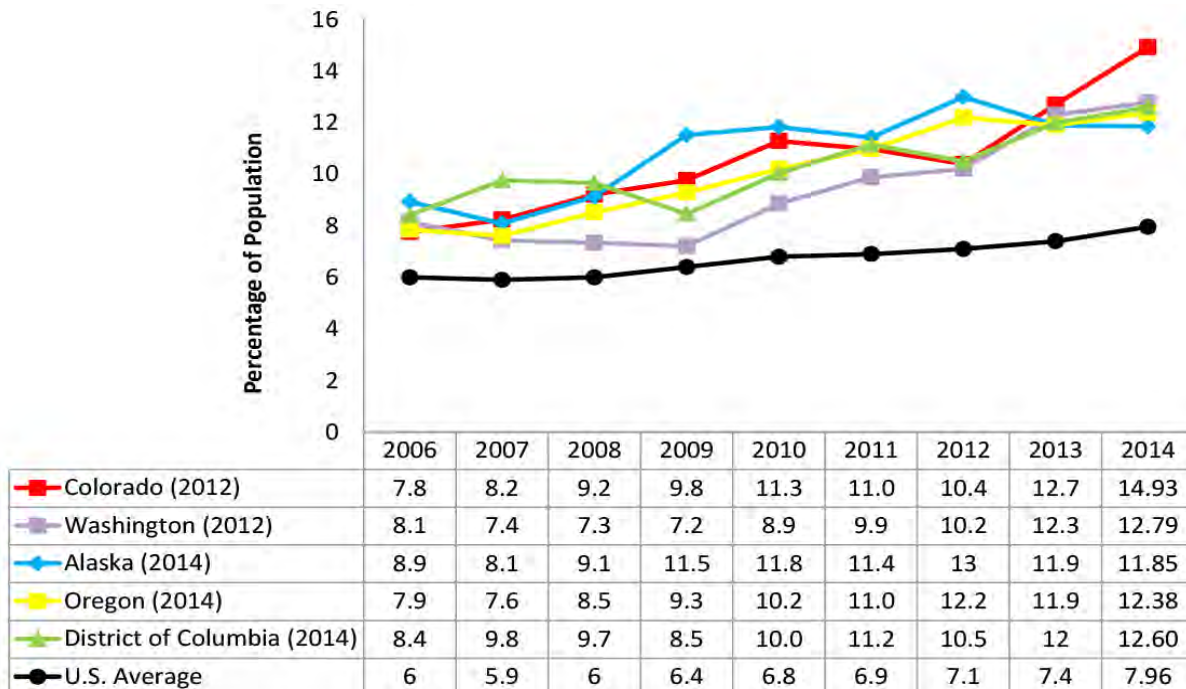 16
14
12
10
8
6
4
2
0
Percentage of Population
2006 2007 2008 2009 2010 2011 2012 2013 2014
Colorado (2012) 7.8 8.2 9.2 9.8 11.3 11.0 10.4 12.7 14.93
Washington (2012) 8.1 7.4 7.3 7.2 8.9 9.9 10.2 12.3 12.79
Alaska (2014) 8.9 8.1 9.1 11.5 11.8 11.4 13 11.9 11.85
Oregon (2014) 7.9 7.6 8.5 9.3 10.2 11.0 12.2 11.9 12.38
District of Columbia (2014) 8.4 9.8 9.7 8.5 10.0 11.2 10.5 12 12.60
U.S. Average 6 5.9 6 6.4 6.8 6.9 7.1 7.4 7.96